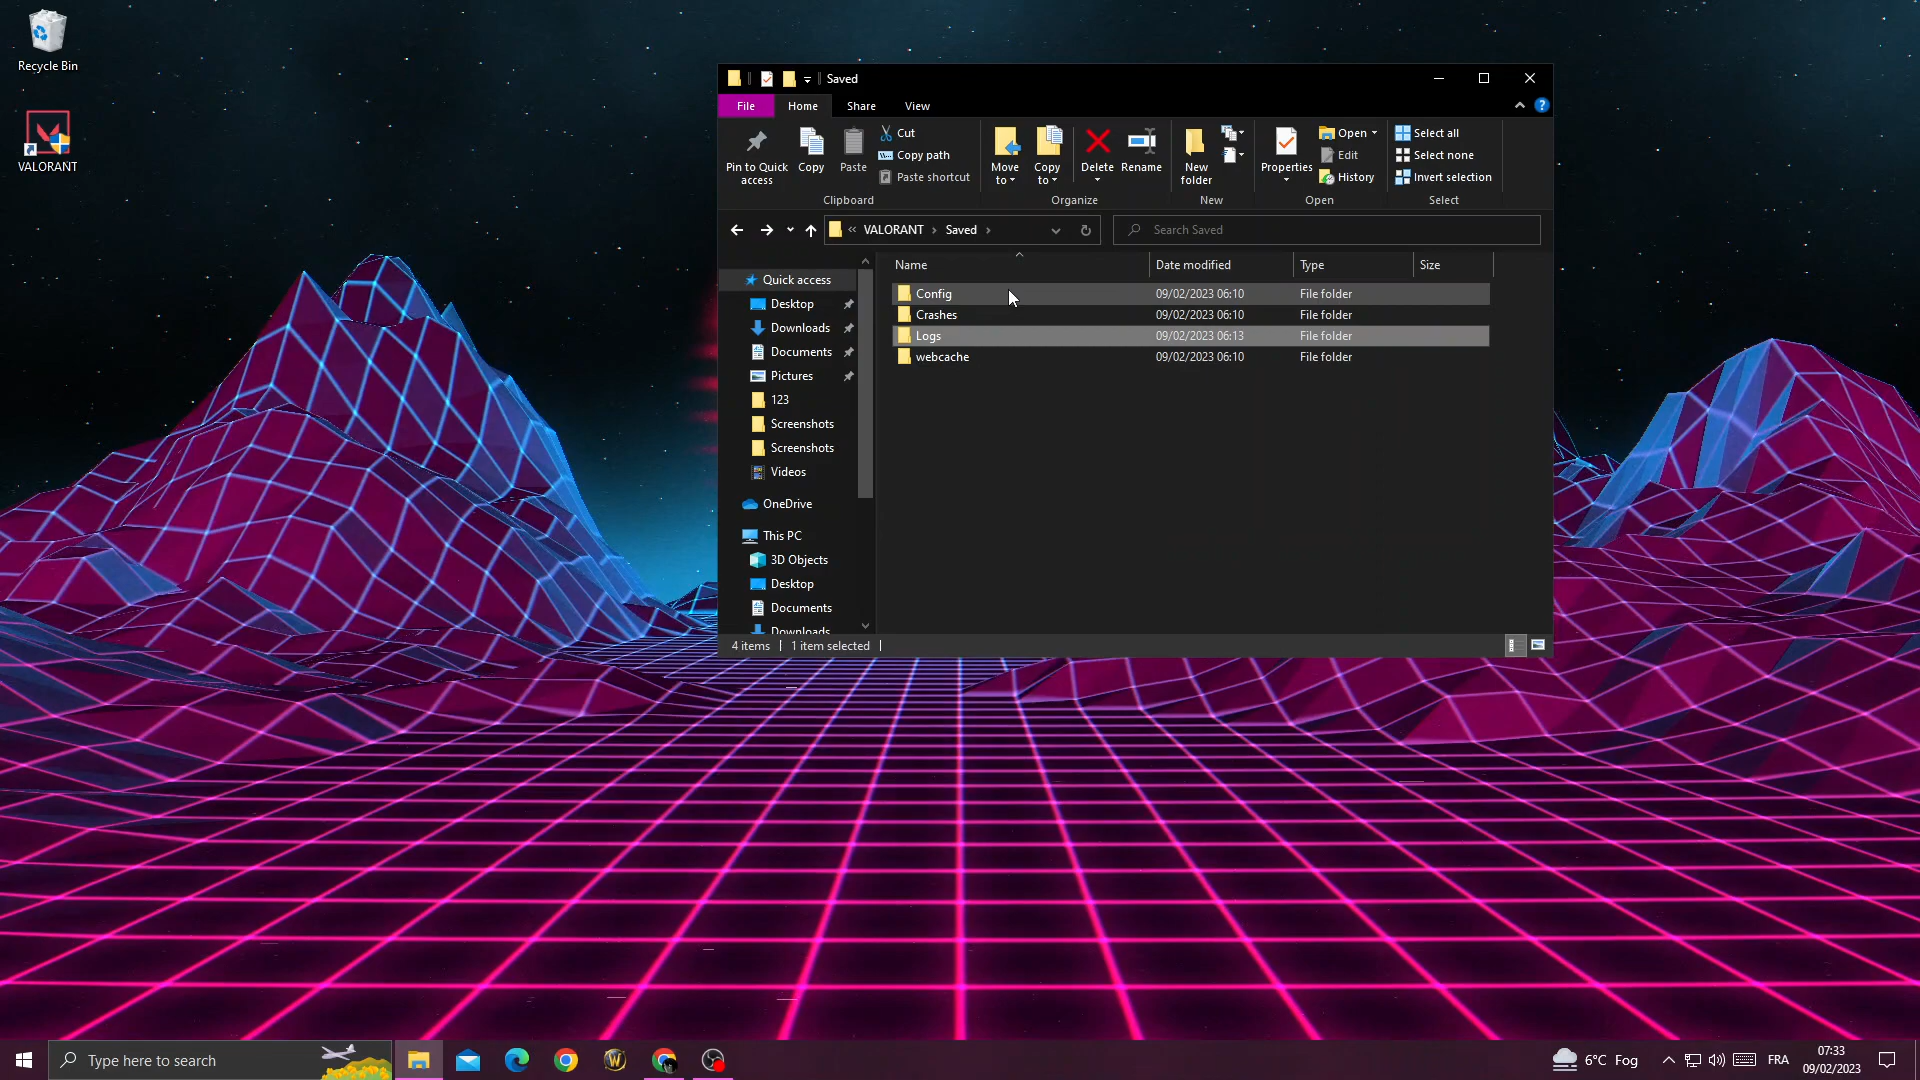 Recycle Bin
VALORANT
Saved
File
Home
Share
View
Pin to Quick
access
Copy
Paste
Cut
Copy path
Paste shortcut
Clipboard
Move
to
Copy
to
Delete
Rename
Organize
New
folder
New
Properties
Open
Edit
History
Open
Select all
Select none
Invert selection
Select
« VALORANT › Saved ›
Search Saved
Name
Date modified
Type
Size
Config 09/02/2023 06:10 File folder
Crashes 09/02/2023 06:10 File folder
Logs 09/02/2023 06:13 File folder
webcache 09/02/2023 06:10 File folder
Quick access
Desktop
Downloads
Documents
Pictures
123
Screenshots
Screenshots
Videos
OneDrive
This PC
3D Objects
Desktop
Documents
Downloads
4 items
1 item selected
Type here to search
6°C Fog
FRA
07:33
09/02/2023